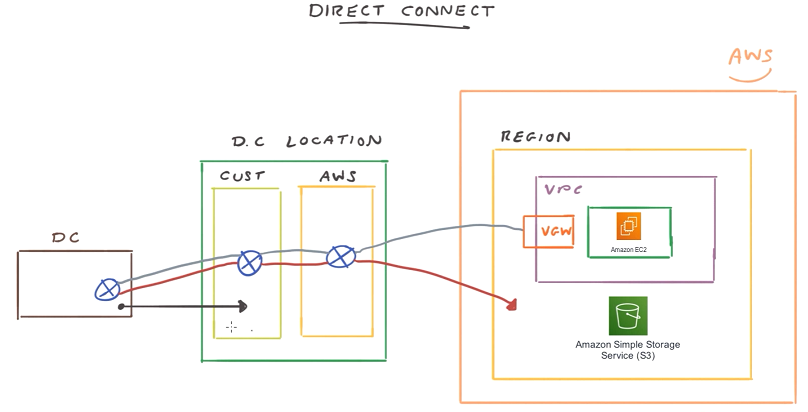 DIRECT CONNECT
AWS
D.C LOCATION
REGION
CUST
AWS
VPC
DC
VGW
Amazon EC2
Amazon Simple Storage
Service (S3)